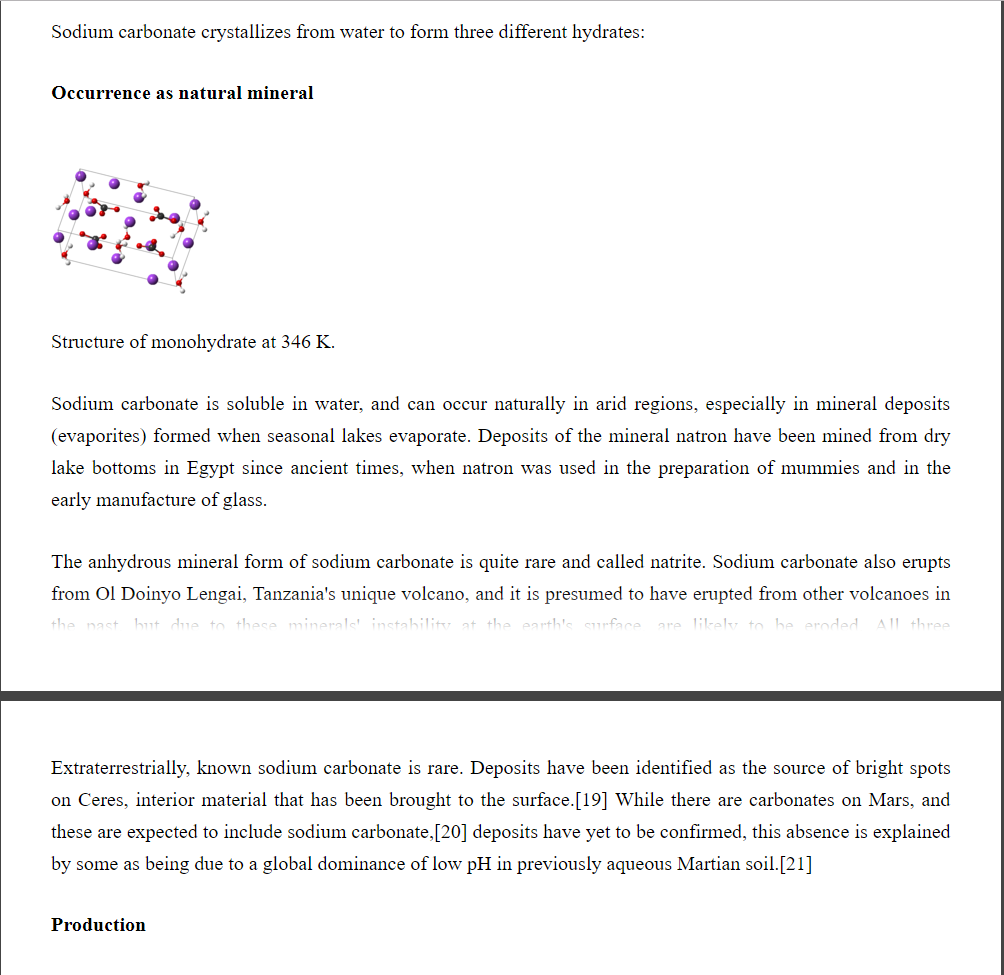 Sodium carbonate crystallizes from water to form three different hydrates:
Occurrence as natural mineral
Structure of monohydrate at 346 K.
Sodium carbonate is soluble in water, and can occur naturally in arid regions, especially in mineral deposits
(evaporites) formed when seasonal lakes evaporate. Deposits of the mineral natron have been mined from dry
lake bottoms in Egypt since ancient times, when natron was used in the preparation of mummies and in the
early manufacture of glass.
The anhydrous mineral form of sodium carbonate is quite rare and called natrite. Sodium carbonate also erupts
from Ol Doinyo Lengai, Tanzania's unique volcano, and it is presumed to have erupted from other volcanoes in
the past, but due to these minerals' instability at the earth's surface, are likely to be eroded. All three
Extraterrestrially, known sodium carbonate is rare. Deposits have been identified as the source of bright spots
on Ceres, interior material that has been brought to the surface.[19] While there are carbonates on Mars, and
these are expected to include sodium carbonate,[20] deposits have yet to be confirmed, this absence is explained
by some as being due to a global dominance of low pH in previously aqueous Martian soil.[21]
Production